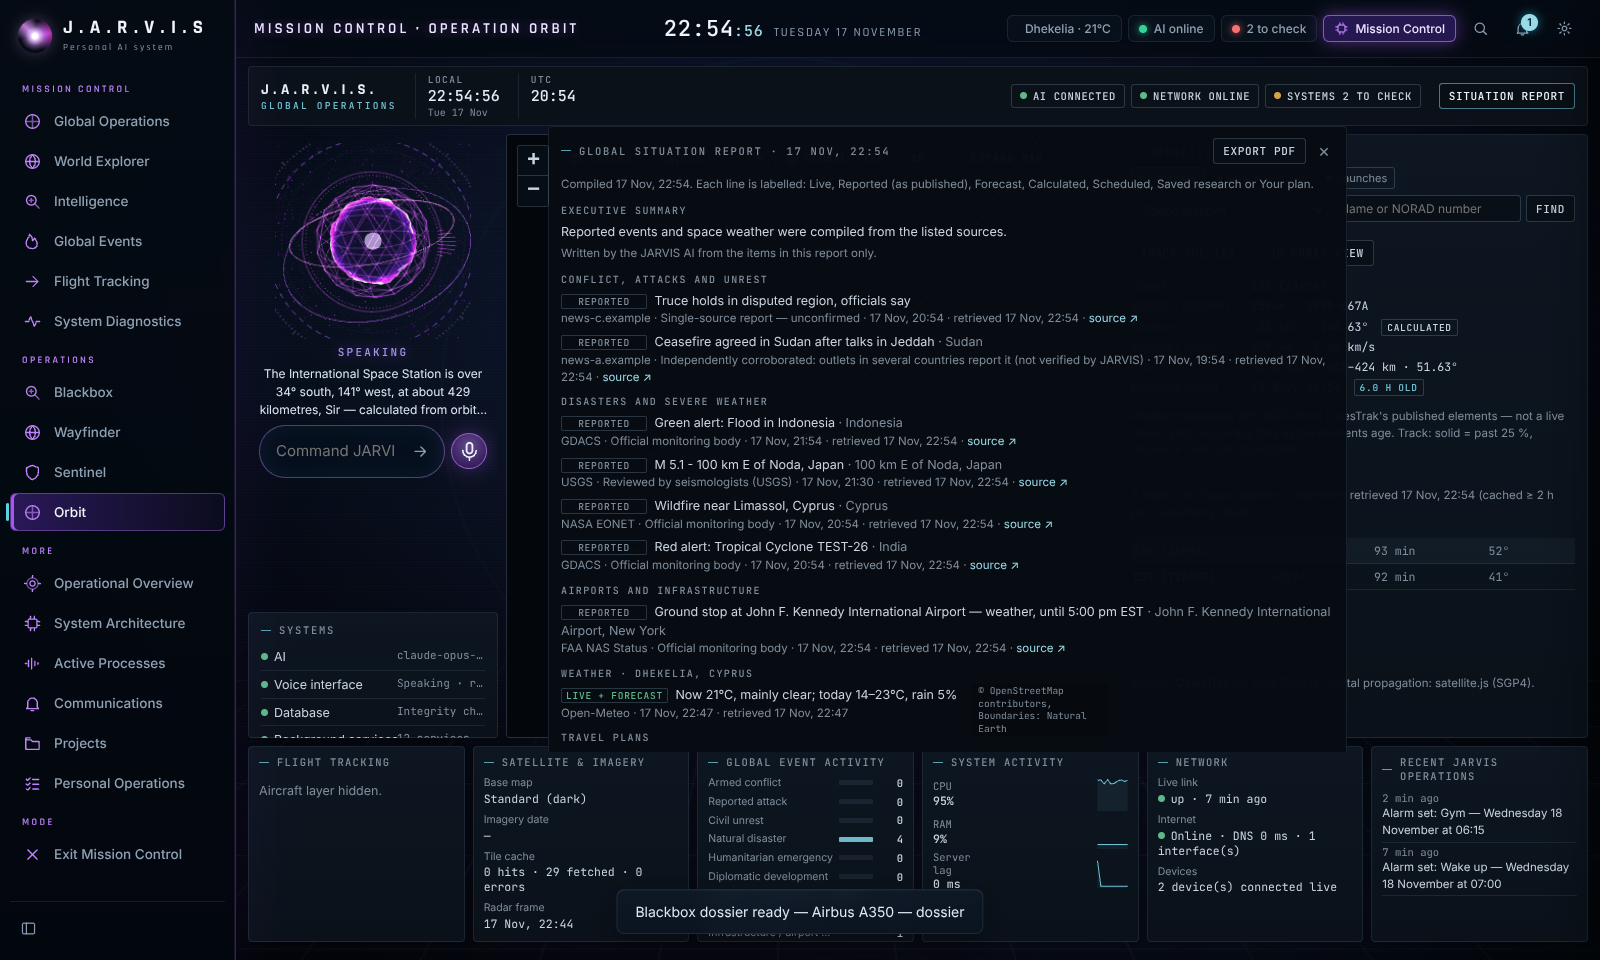 J.A.R.V.I.S
Personal AI system
MISSION CONTROL
Global Operations
World Explorer
Intelligence
Global Events
Flight Tracking
System Diagnostics
OPERATIONS
Blackbox
Wayfinder
Sentinel
Orbit
MORE
Operational Overview
System Architecture
Active Processes
Communications
Projects
Personal Operations
MODE
Exit Mission Control
MISSION CONTROL · OPERATION ORBIT
22:54:56 TUESDAY 17 NOVEMBER
Dhekelia · 21°C
AI online
2 to check
Mission Control
1
J.A.R.V.I.S.
GLOBAL OPERATIONS
LOCAL
22:54:56
Tue 17 Nov
UTC
20:54
AI CONNECTED
NETWORK ONLINE
SYSTEMS 2 TO CHECK
SITUATION REPORT
SPEAKING
The International Space Station is over
34° south, 141° west, at about 429
kilometres, Sir — calculated from orbit...
Command JARVI
SYSTEMS
AI claude-opus-…
Voice interface Speaking · r…
Database Integrity ch…
+
−
GLOBAL SITUATION REPORT · 17 NOV, 22:54
EXPORT PDF
Compiled 17 Nov, 22:54. Each line is labelled: Live, Reported (as published), Forecast, Calculated, Scheduled, Saved research or Your plan.
EXECUTIVE SUMMARY
Reported events and space weather were compiled from the listed sources.
Written by the JARVIS AI from the items in this report only.
CONFLICT, ATTACKS AND UNREST
REPORTED Truce holds in disputed region, officials say
news-c.example · Single-source report — unconfirmed · 17 Nov, 20:54 · retrieved 17 Nov, 22:54 · source ↗
REPORTED Ceasefire agreed in Sudan after talks in Jeddah · Sudan
news-a.example · Independently corroborated: outlets in several countries report it (not verified by JARVIS) · 17 Nov, 19:54 · retrieved 17 Nov,
22:54 · source ↗
DISASTERS AND SEVERE WEATHER
REPORTED Green alert: Flood in Indonesia · Indonesia
GDACS · Official monitoring body · 17 Nov, 21:54 · retrieved 17 Nov, 22:54 · source ↗
REPORTED M 5.1 - 100 km E of Noda, Japan · 100 km E of Noda, Japan
USGS · Reviewed by seismologists (USGS) · 17 Nov, 21:30 · retrieved 17 Nov, 22:54 · source ↗
REPORTED Wildfire near Limassol, Cyprus · Cyprus
NASA EONET · Official monitoring body · 17 Nov, 20:54 · retrieved 17 Nov, 22:54 · source ↗
REPORTED Red alert: Tropical Cyclone TEST-26 · India
GDACS · Official monitoring body · 17 Nov, 20:54 · retrieved 17 Nov, 22:54 · source ↗
AIRPORTS AND INFRASTRUCTURE
REPORTED Ground stop at John F. Kennedy International Airport — weather, until 5:00 pm EST · John F. Kennedy International
Airport, New York
FAA NAS Status · Official monitoring body · 17 Nov, 22:54 · retrieved 17 Nov, 22:54 · source ↗
WEATHER · DHEKELIA, CYPRUS
LIVE + FORECAST Now 21°C, mainly clear; today 14–23°C, rain 5%
Open-Meteo · 17 Nov, 22:47 · retrieved 17 Nov, 22:47
TRAVEL PLANS
© OpenStreetMap
contributors,
Boundaries: Natural
Earth
or NORAD number
FIND
67A
63° CALCULATED
km/s
424 km · 51.63°
6.0 H OLD
published elements — not a live
age. Track: solid = past 25 %,
retrieved 17 Nov, 22:54 (cached ≥ 2 h
93 min 52°
92 min 41°
propagation: satellite.js (SGP4).
FLIGHT TRACKING
Aircraft layer hidden.
SATELLITE & IMAGERY
Base map
Standard (dark)
Imagery date
—
Tile cache
0 hits · 29 fetched · 0
errors
Radar frame
17 Nov, 22:44
GLOBAL EVENT ACTIVITY
Armed conflict 0
Reported attack 0
Civil unrest 0
Natural disaster 4
Humanitarian emergency 0
Diplomatic development 0
SYSTEM ACTIVITY
CPU
95%
RAM
9%
Server
lag
0 ms
NETWORK
Live link
up · 7 min ago
Internet
Online · DNS 0 ms · 1
interface(s)
Devices
2 device(s) connected live
RECENT JARVIS
OPERATIONS
2 min ago
Alarm set: Gym — Wednesday 18
November at 06:15
7 min ago
Alarm set: Wake up — Wednesday
18 November at 07:00
Blackbox dossier ready — Airbus A350 — dossier